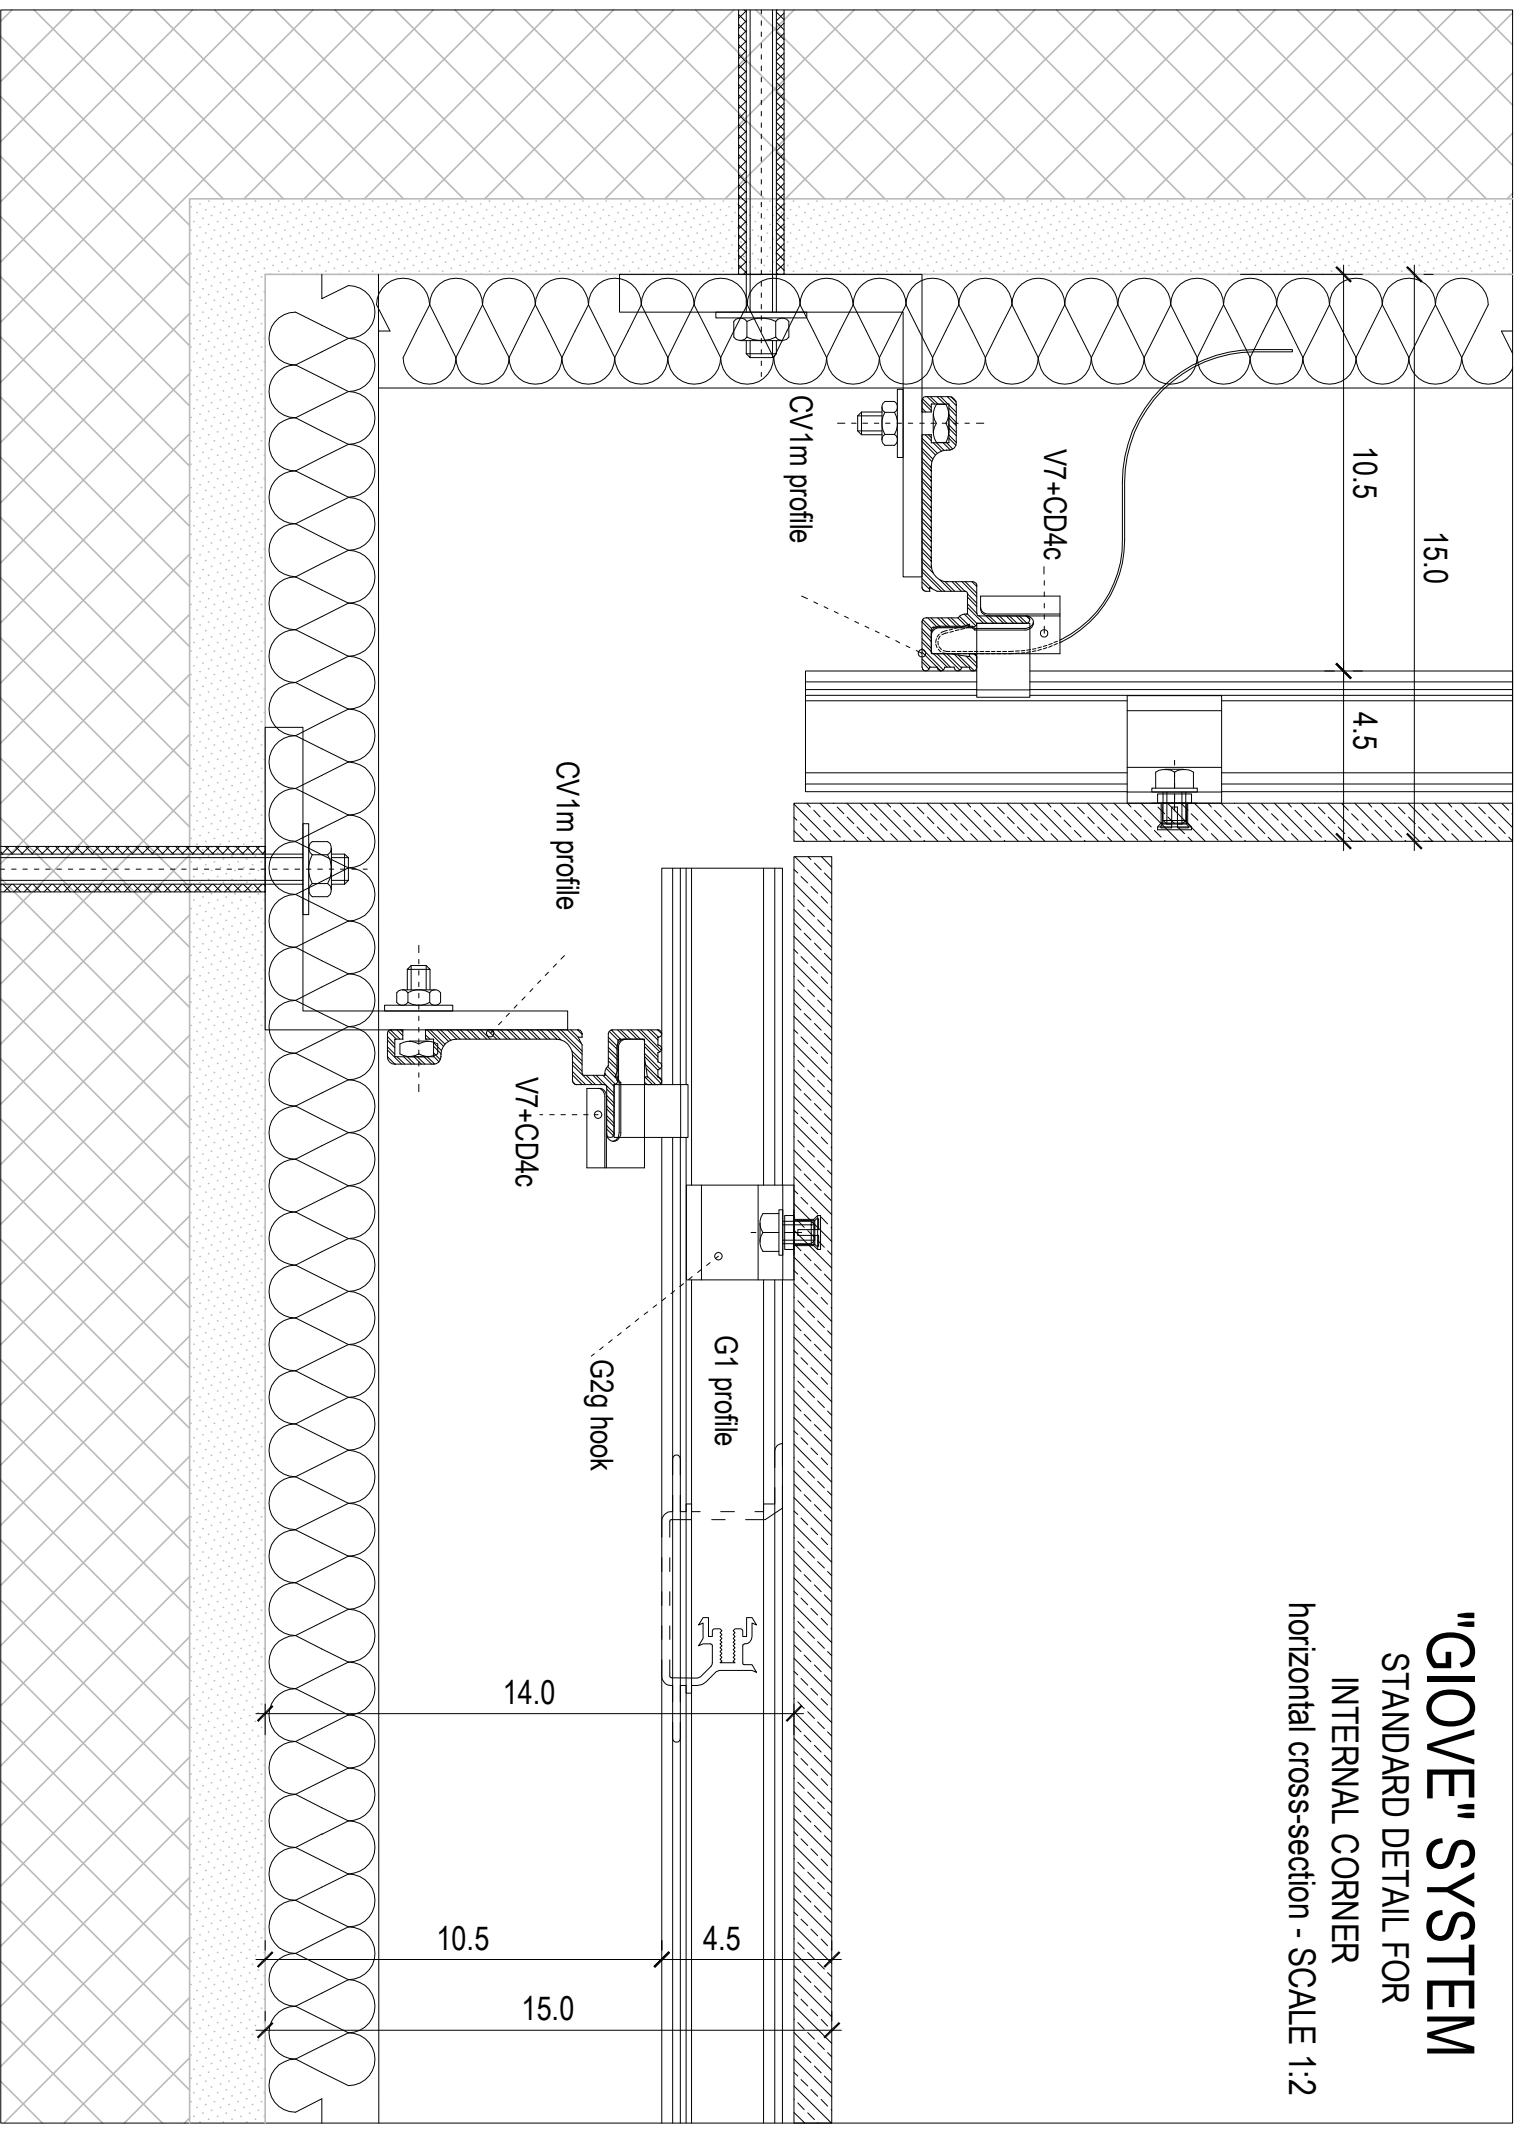 "GIOVE" SYSTEM
STANDARD DETAIL FOR
INTERNAL CORNER
horizontal cross-section - SCALE 1:2
15.0
10.5
4.5
V7+CD4c
CV1m profile
CV1m profile
V7+CD4c
G1 profile
G2g hook
14.0
4.5
10.5
15.0